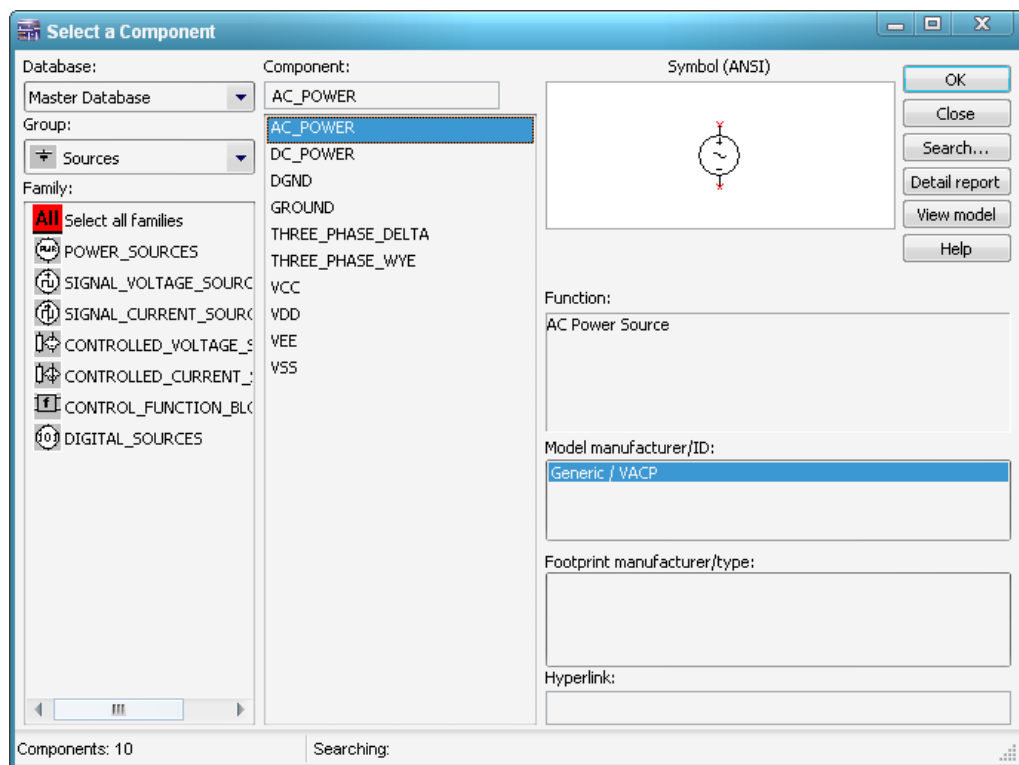 Select a Component
Database:
Master Database
Group:
Sources
Family:
All Select all families
POWER_SOURCES
SIGNAL_VOLTAGE_SOURC
SIGNAL_CURRENT_SOUR(
CONTROLLED_VOLTAGE_S
CONTROLLED_CURRENT_:
CONTROL_FUNCTION_BL(
DIGITAL_SOURCES
Component:
AC_POWER
AC_POWER
DC_POWER
DGND
GROUND
THREE_PHASE_DELTA
THREE_PHASE_WYE
VCC
VDD
VEE
VSS
Symbol (ANSI)
Function:
AC Power Source
Model manufacturer/ID:
Generic / VACP
Footprint manufacturer/type:
Hyperlink:
OK
Close
Search...
Detail report
View model
Help
Components: 10
Searching: